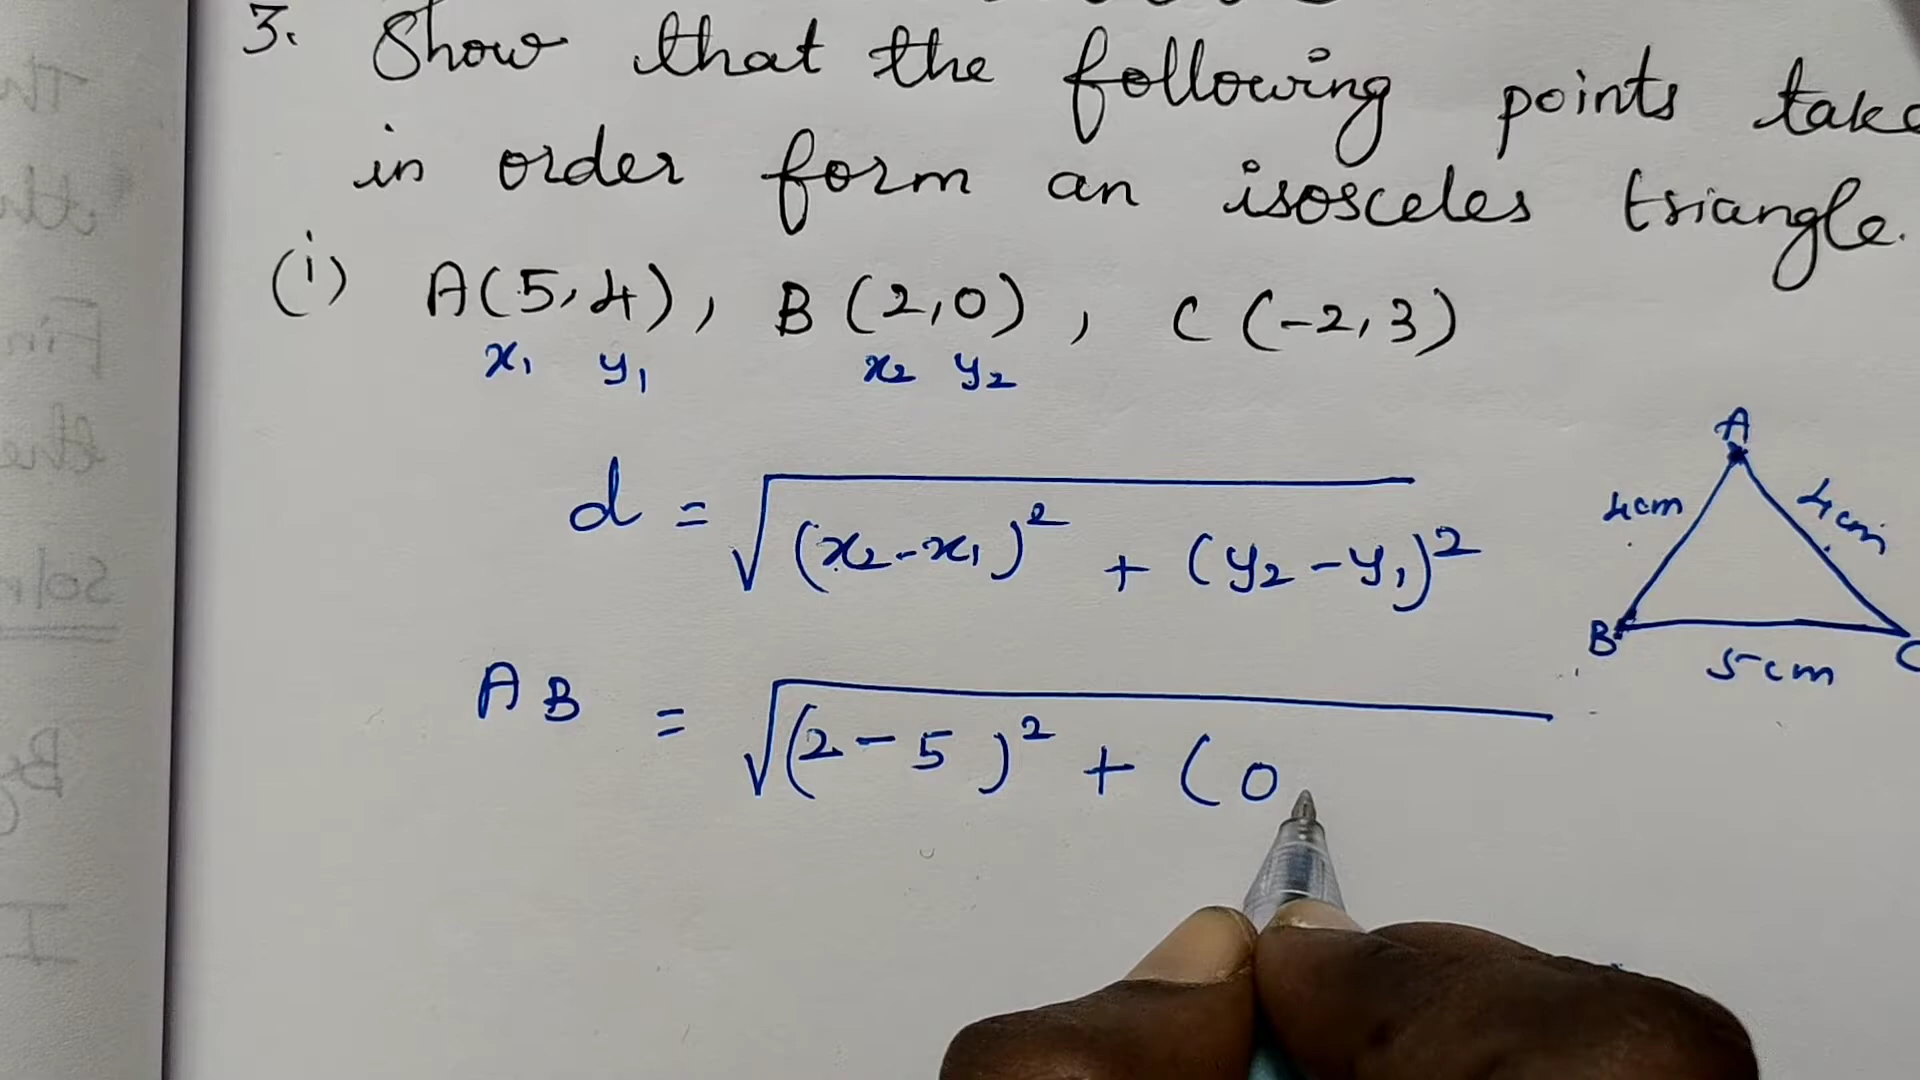 3. Show that the following points take
in order form an isosceles triangle.
(i) A(5,4), B(2,0), C(-2,3)
x₁ y₁ x₂ y₂
d = √(x₂-x₁)² + (y₂-y₁)²
AB = √(2-5)² + (0
A
4cm
4cm
B
C
5cm